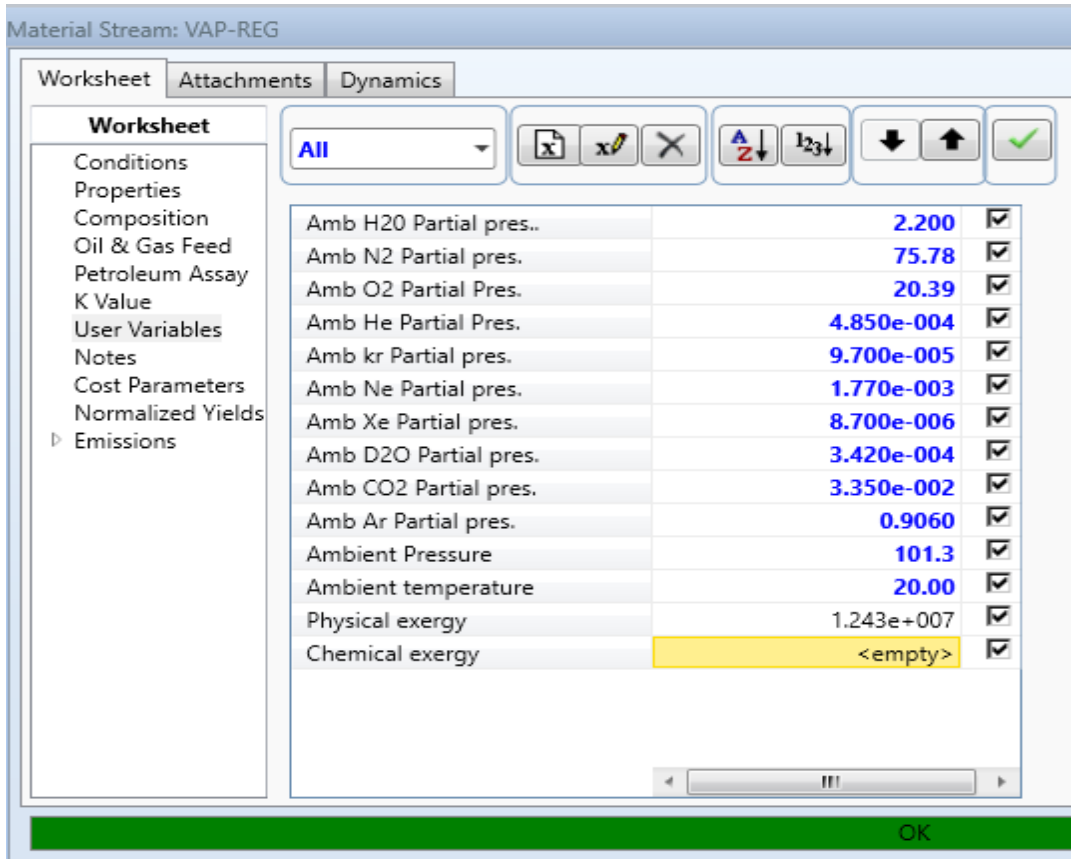 Material Stream: VAP-REG
Worksheet Attachments Dynamics
Worksheet
Conditions
Properties
Composition
Oil & Gas Feed
Petroleum Assay
K Value
User Variables
Notes
Cost Parameters
Normalized Yields
Emissions
All
x x A Z 123
Amb H20 Partial pres.. 2.200
Amb N2 Partial pres. 75.78
Amb O2 Partial Pres. 20.39
Amb He Partial Pres. 4.850e-004
Amb kr Partial pres. 9.700e-005
Amb Ne Partial pres. 1.770e-003
Amb Xe Partial pres. 8.700e-006
Amb D2O Partial pres. 3.420e-004
Amb CO2 Partial pres. 3.350e-002
Amb Ar Partial pres. 0.9060
Ambient Pressure 101.3
Ambient temperature 20.00
Physical exergy 1.243e+007
Chemical exergy <empty>
OK